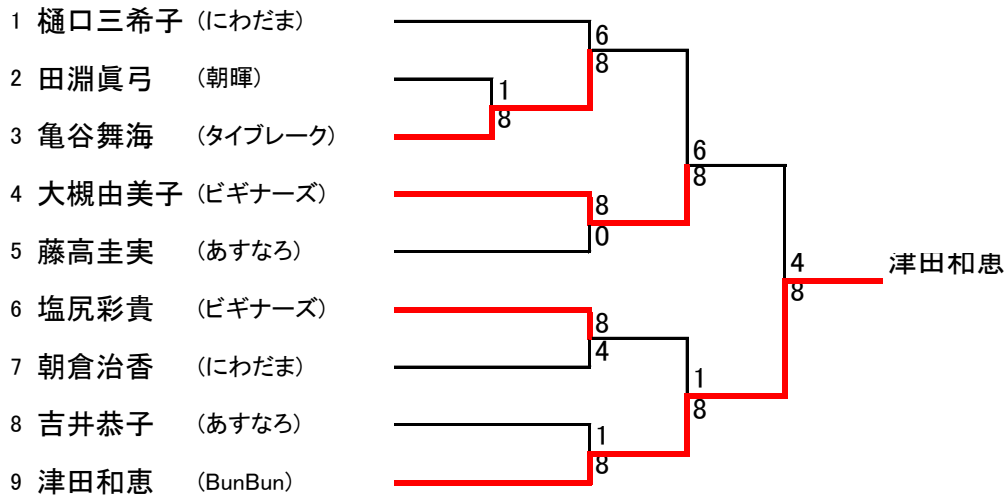 1 樋口三希子 (にわだま)
2 田淵眞弓 (朝暉)
3 亀谷舞海 (タイブレーク)
4 大槻由美子 (ビギナーズ)
5 藤高圭実 (あすなろ)
6 塩尻彩貴 (ビギナーズ)
7 朝倉治香 (にわだま)
8 吉井恭子 (あすなろ)
9 津田和恵 (BunBun)
6
8
1
8
8
0
8
4
1
8
6
8
1
8
4
8
津田和恵